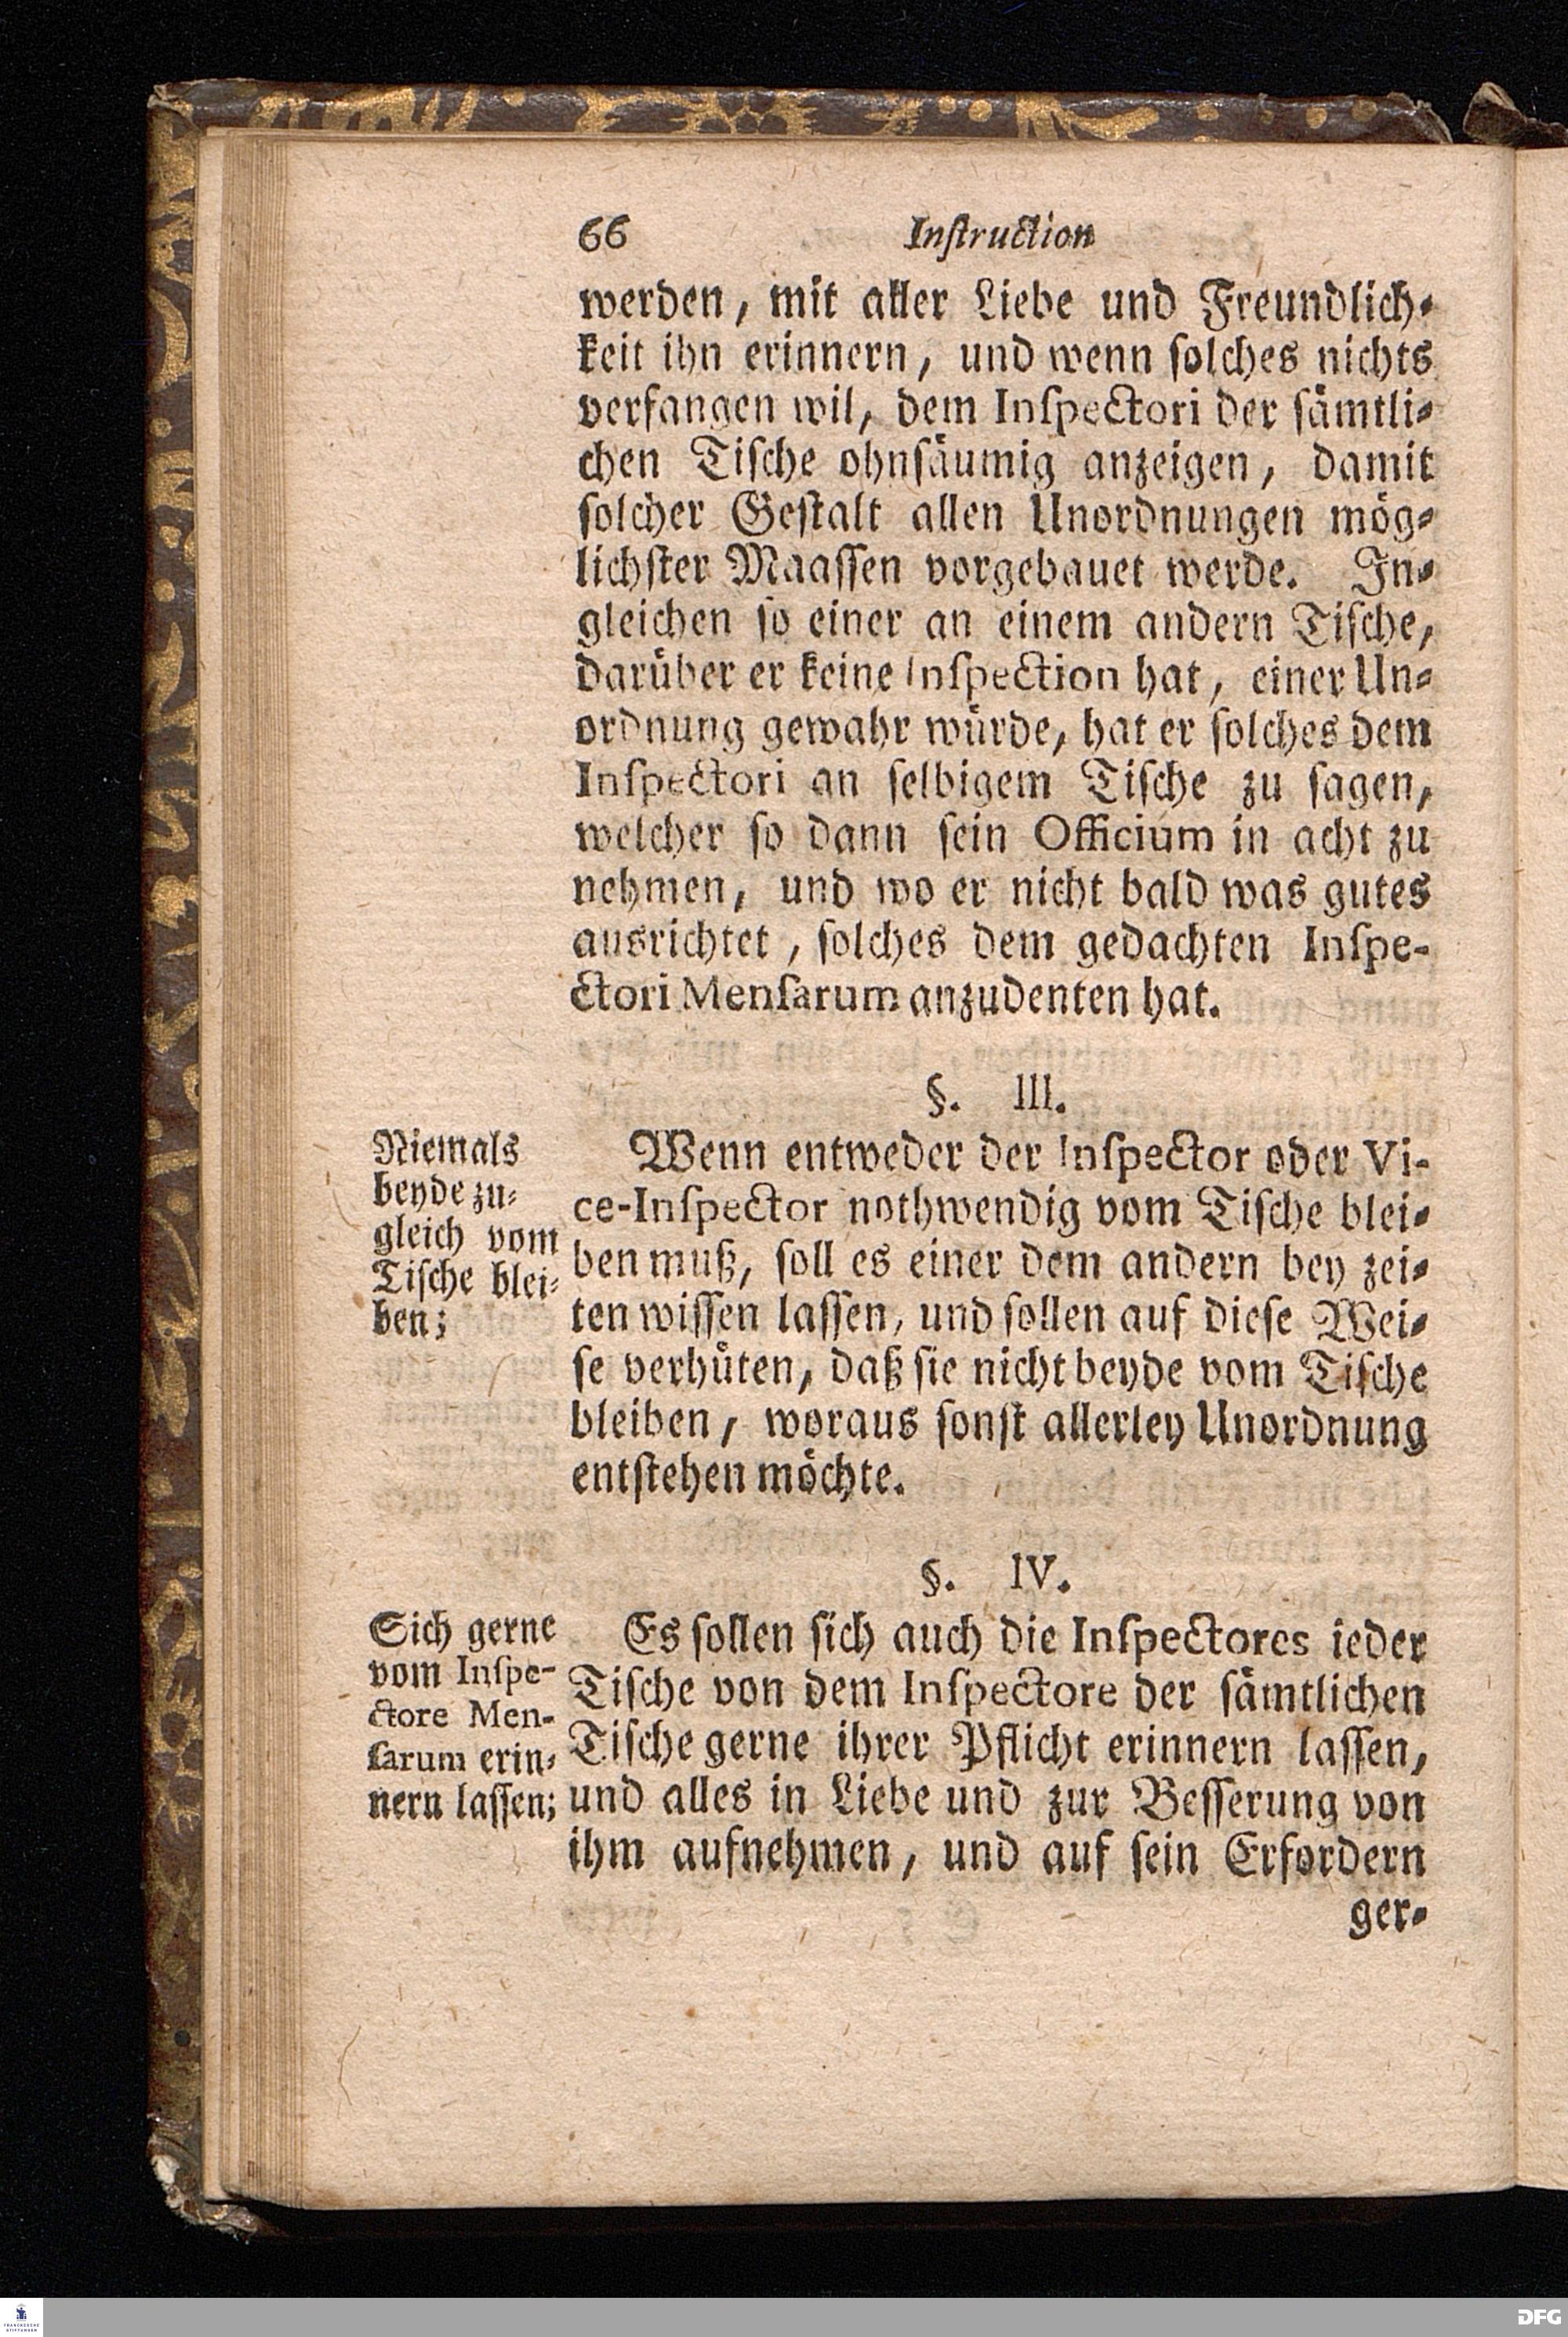 66 Instruction
werden, mit aller Liebe und Freundlich-
keit ihn erinnern, und wenn solches nichts
verfangen wil, dem Inspectori der sämtli-
chen Tische ohnsäumig anzeigen, damit
solcher Gestalt allen Unordnungen mög-
lichster Maassen vorgebauet werde. In-
gleichen so einer an einem andern Tische,
darüber er keine Inspection hat, einer Un-
ordnung gewahr würde, hat er solches dem
Inspectori an selbigem Tische zu sagen,
welcher so dann sein Officium in acht zu
nehmen, und wo er nicht bald was gutes
ausrichtet, solches dem gedachten Inspe-
ctori Mensarum anzudenten hat.
§. III.
Niemals
beyde zu-
gleich vom
Tische blei-
ben;
Wenn entweder der Inspector oder Vi-
ce-Inspector nothwendig vom Tische blei-
ben muß, soll es einer dem andern bey zei-
ten wissen lassen, und sollen auf diese Wei-
se verhüten, daß sie nicht beyde vom Tische
bleiben, woraus sonst allerley Unordnung
entstehen möchte.
§. IV.
Sich gerne
vom Inspe-
ctore Men-
sarum erin-
nern lassen;
Es sollen sich auch die Inspectores ieder
Tische von dem Inspectore der sämtlichen
Tische gerne ihrer Pflicht erinnern lassen,
und alles in Liebe und zur Besserung von
ihm aufnehmen, und auf sein Erfordern
ger-
FRANCKESCHE
STIFTUNGEN
DFG